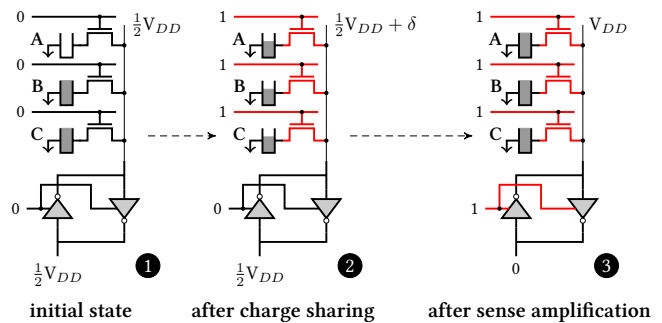 0
½V_DD
A
0
B
0
C
0
½V_DD
1
initial state
1
½V_DD + δ
A
1
B
1
C
0
½V_DD
2
after charge sharing
1
V_DD
A
1
B
1
C
1
0
3
after sense amplification